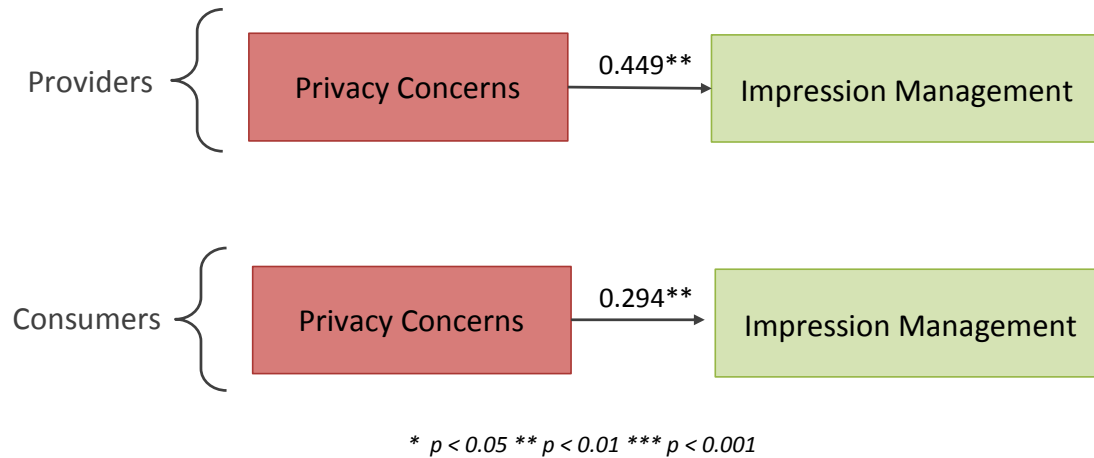 0.449**
Providers
Privacy Concerns
Impression Management
0.294**
Consumers
Privacy Concerns
Impression Management
* p < 0.05 ** p < 0.01 *** p < 0.001